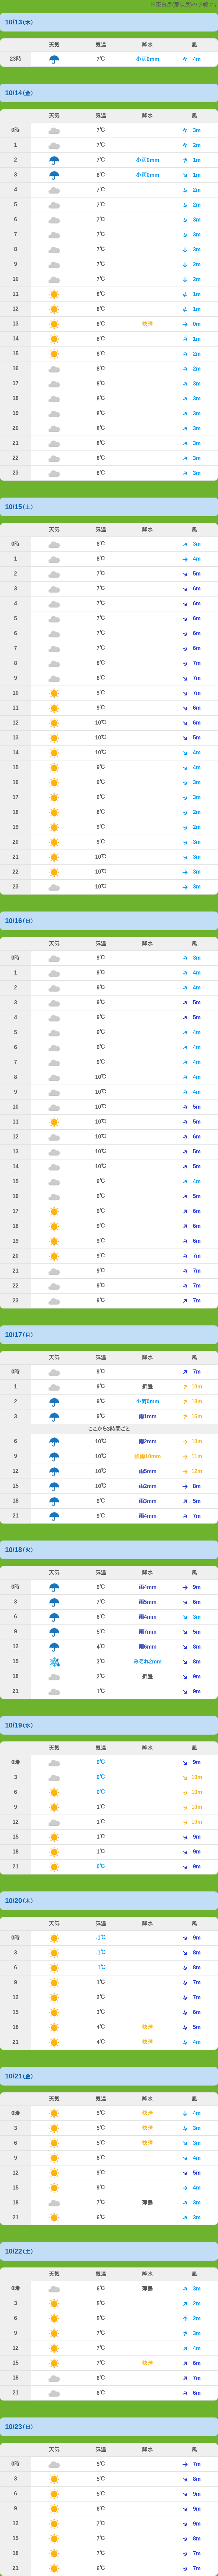 10/13(木)
天気 気温 降水 風
23時 7℃ 小雨0mm 4m
10/14(金)
天気 気温 降水 風
0時 7℃ 3m
1 7℃ 2m
2 7℃ 小雨0mm 1m
3 8℃ 小雨0mm 1m
4 7℃ 2m
5 7℃ 2m
6 7℃ 3m
7 7℃ 3m
8 7℃ 3m
9 7℃ 2m
10 7℃ 2m
11 8℃ 1m
12 8℃ 1m
13 8℃ 快晴 0m
14 8℃ 1m
15 8℃ 2m
16 8℃ 2m
17 8℃ 3m
18 8℃ 3m
19 8℃ 3m
20 8℃ 3m
21 8℃ 3m
22 8℃ 3m
23 8℃ 3m
10/15(土)
天気 気温 降水 風
0時 8℃ 3m
1 8℃ 4m
2 7℃ 5m
3 7℃ 6m
4 7℃ 6m
5 7℃ 6m
6 7℃ 6m
7 7℃ 6m
8 8℃ 7m
9 8℃ 7m
10 9℃ 7m
11 9℃ 6m
12 10℃ 6m
13 10℃ 5m
14 10℃ 4m
15 9℃ 4m
16 9℃ 3m
17 9℃ 3m
18 8℃ 2m
19 9℃ 2m
20 9℃ 3m
21 10℃ 3m
22 10℃ 3m
23 10℃ 3m
10/16(日)
天気 気温 降水 風
0時 9℃ 3m
1 9℃ 4m
2 9℃ 4m
3 9℃ 5m
4 9℃ 5m
5 9℃ 4m
6 9℃ 4m
7 9℃ 4m
8 10℃ 4m
9 10℃ 4m
10 10℃ 5m
11 10℃ 5m
12 10℃ 6m
13 10℃ 5m
14 10℃ 5m
15 9℃ 4m
16 9℃ 5m
17 9℃ 6m
18 9℃ 6m
19 9℃ 6m
20 9℃ 7m
21 9℃ 7m
22 9℃ 7m
23 9℃ 7m
10/17(月)
天気 気温 降水 風
0時 9℃ 7m
1 9℃ 折曇 10m
2 9℃ 小雨0mm 13m
3 9℃ 雨1mm 16m
ここから3時間ごと
6 10℃ 雨2mm 10m
9 10℃ 強雨10mm 11m
12 10℃ 雨5mm 12m
15 10℃ 雨2mm 8m
18 9℃ 雨3mm 5m
21 9℃ 雨4mm 7m
10/18(火)
天気 気温 降水 風
0時 9℃ 雨4mm 9m
3 7℃ 雨5mm 6m
6 6℃ 雨4mm 3m
9 5℃ 雨7mm 5m
12 4℃ 雨6mm 8m
15 3℃ みぞれ2mm 8m
18 2℃ 折曇 9m
21 1℃ 9m
10/19(水)
天気 気温 降水 風
0時 0℃ 9m
3 0℃ 10m
6 0℃ 10m
9 1℃ 10m
12 1℃ 10m
15 1℃ 9m
18 1℃ 9m
21 0℃ 9m
10/20(木)
天気 気温 降水 風
0時 -1℃ 9m
3 -1℃ 8m
6 -1℃ 8m
9 1℃ 7m
12 2℃ 7m
15 3℃ 6m
18 4℃ 快晴 5m
21 4℃ 快晴 4m
10/21(金)
天気 気温 降水 風
0時 5℃ 快晴 4m
3 5℃ 快晴 3m
6 5℃ 快晴 3m
9 8℃ 4m
12 9℃ 5m
15 9℃ 4m
18 7℃ 薄曇 3m
21 6℃ 3m
10/22(土)
天気 気温 降水 風
0時 6℃ 薄曇 3m
3 5℃ 2m
6 5℃ 2m
9 7℃ 3m
12 7℃ 4m
15 7℃ 快晴 6m
18 6℃ 7m
21 6℃ 6m
10/23(日)
天気 気温 降水 風
0時 5℃ 7m
3 5℃ 8m
6 5℃ 9m
9 6℃ 9m
12 7℃ 9m
15 7℃ 8m
18 7℃ 7m
21 6℃ 7m